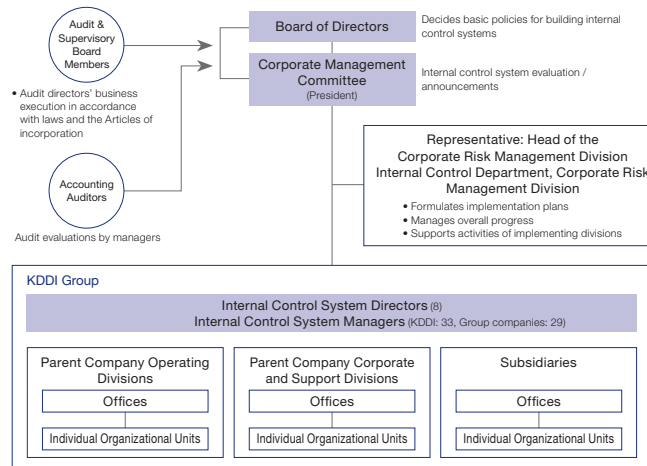 Audit &
Supervisory
Board
Members
• Audit directors' business
execution in accordance
with laws and the Articles of
incorporation
Accounting
Auditors
Audit evaluations by managers
Board of Directors
Decides basic policies for building internal
control systems
Corporate Management
Committee
(President)
Internal control system evaluation /
announcements
Representative: Head of the
Corporate Risk Management Division
Internal Control Department, Corporate Risk
Management Division
• Formulates implementation plans
• Manages overall progress
• Supports activities of implementing divisions
KDDI Group
Internal Control System Directors (8)
Internal Control System Managers (KDDI: 33, Group companies: 29)
Parent Company Operating
Divisions
Offices
Individual Organizational Units
Parent Company Corporate
and Support Divisions
Offices
Individual Organizational Units
Subsidiaries
Offices
Individual Organizational Units